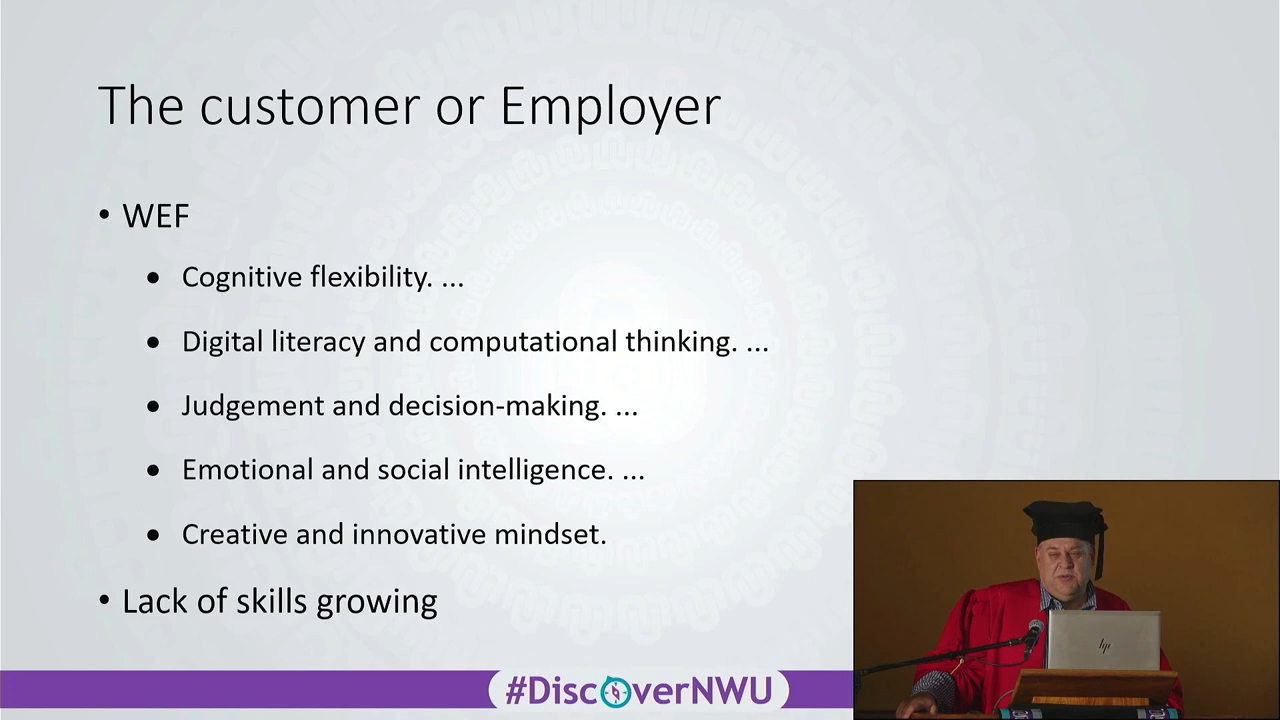 The customer or Employer
• WEF
• Cognitive flexibility. ...
• Digital literacy and computational thinking. ...
• Judgement and decision-making. ...
• Emotional and social intelligence. ...
• Creative and innovative mindset.
• Lack of skills growing
#DiscoverNWU
hp